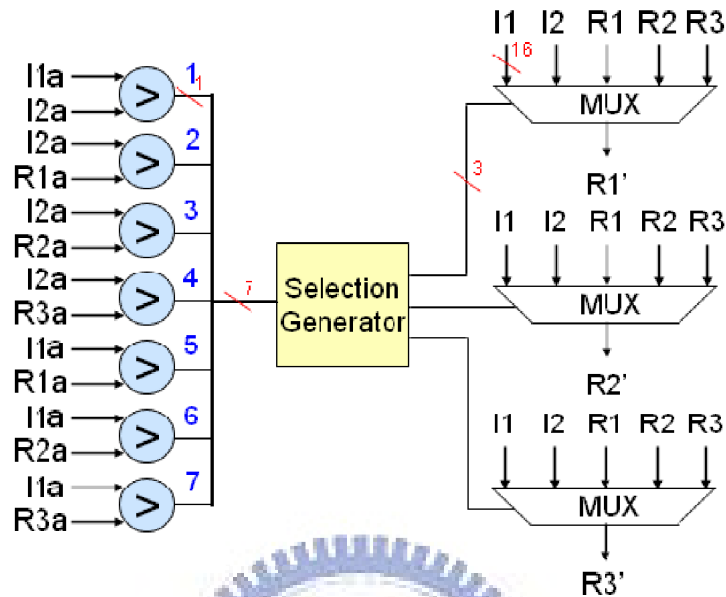 I1 I2 R1 R2 R3
16
MUX
R1'
3
I1a
I2a
>
1
1
I2a
R1a
>
2
I2a
R2a
>
3
I2a
R3a
>
4
I1a
R1a
>
5
I1a
R2a
>
6
I1a
R3a
>
7
7
Selection
Generator
I1 I2 R1 R2 R3
MUX
R2'
I1 I2 R1 R2 R3
MUX
R3'